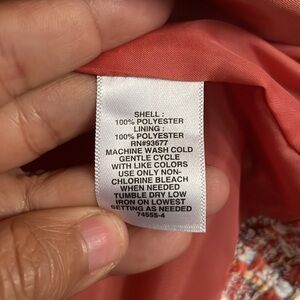 SHELL :
100% POLYESTER
LINING :
100% POLYESTER
RN#93677
MACHINE WASH COLD
GENTLE CYCLE
WITH LIKE COLORS
USE ONLY NON-
CHLORINE BLEACH
WHEN NEEDED
TUMBLE DRY LOW
IRON ON LOWEST
SETTING AS NEEDED
74555-4